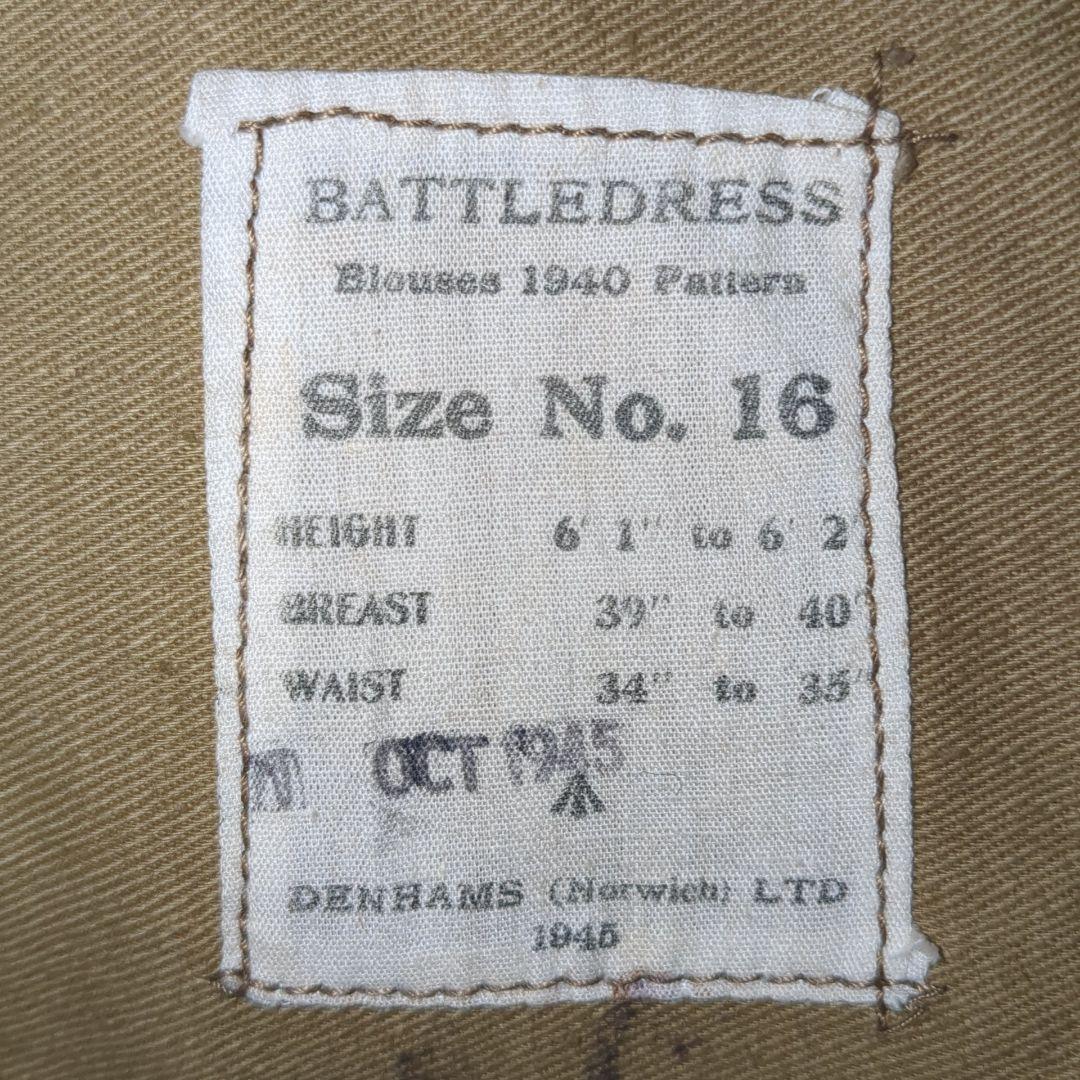 BATTLEDRESS
Blouses 1940 Pattern
Size No. 16
HEIGHT 6' 1" to 6' 2
BREAST 39" to 40"
WAIST 34" to 35"
OCT 1945
DENHAMS (Norwich) LTD
1945